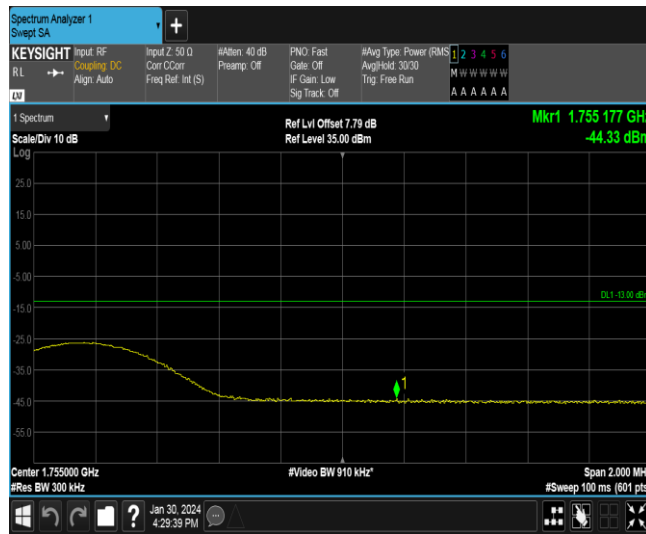 Spectrum Analyzer 1
Swept SA
KEYSIGHT
RL
LXI
Input: RF
Coupling: DC
Align: Auto
Input Z: 50 Ω
Corr CCorr
Freq Ref: Int (S)
#Atten: 40 dB
Preamp: Off
PNO: Fast
Gate: Off
IF Gain: Low
Sig Track: Off
#Avg Type: Power (RMS
Avg|Hold: 30/30
Trig: Free Run
1 2 3 4 5 6
M W W W W W
A A A A A A
1 Spectrum
Scale/Div 10 dB
Log
Ref Lvl Offset 7.79 dB
Ref Level 35.00 dBm
Mkr1 1.755 177 GHz
-44.33 dBm
25.0
15.0
5.00
-5.00
DL1 -13.00 dBm
-15.0
-25.0
-35.0
1
-45.0
-55.0
Center 1.755000 GHz
#Video BW 910 kHz*
Span 2.000 MH
#Res BW 300 kHz
#Sweep 100 ms (601 pts
Jan 30, 2024
4:29:39 PM